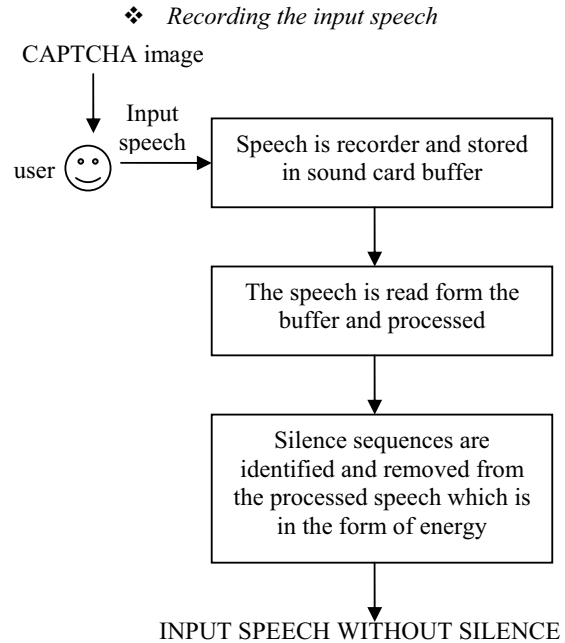 ❖ Recording the input speech
CAPTCHA image
Input
speech
user
Speech is recorder and stored
in sound card buffer
The speech is read form the
buffer and processed
Silence sequences are
identified and removed from
the processed speech which is
in the form of energy
INPUT SPEECH WITHOUT SILENCE